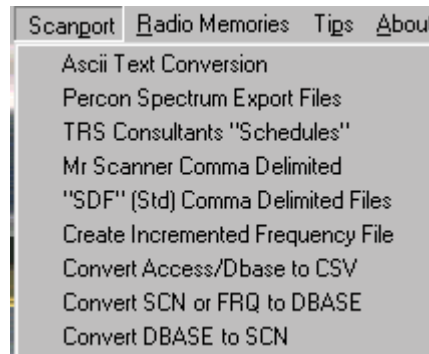 Scanport Radio Memories Tips Abou
Ascii Text Conversion
Percon Spectrum Export Files
TRS Consultants "Schedules"
Mr Scanner Comma Delimited
"SDF" (Std) Comma Delimited Files
Create Incremented Frequency File
Convert Access/Dbase to CSV
Convert SCN or FRQ to DBASE
Convert DBASE to SCN